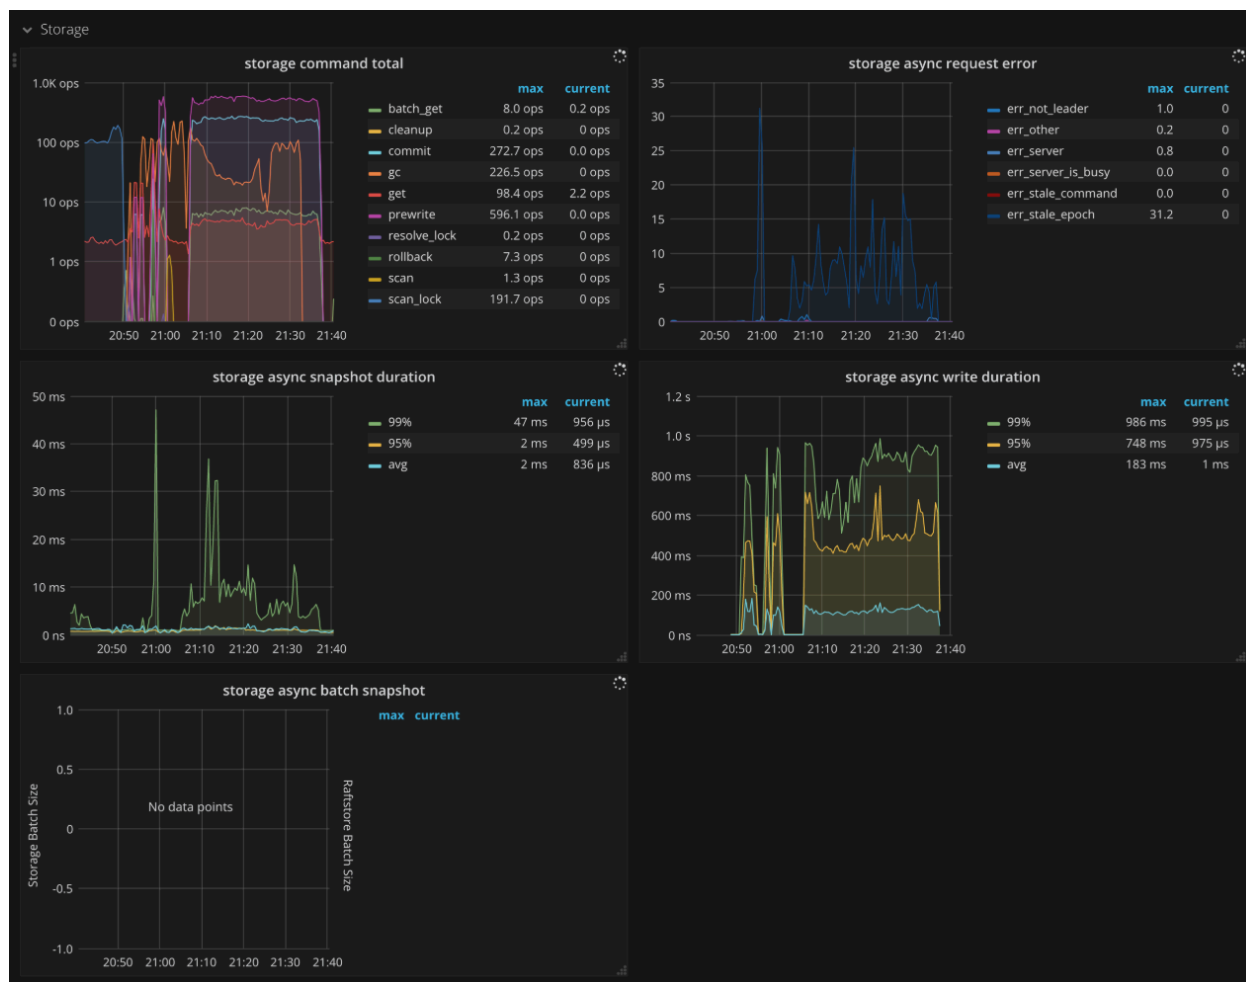 Storage
storage command total
1.0K ops
100 ops
10 ops
1 ops
0 ops
20:50 21:00 21:10 21:20 21:30 21:40
max current
batch_get 8.0 ops 0.2 ops
cleanup 0.2 ops 0 ops
commit 272.7 ops 0.0 ops
gc 226.5 ops 0 ops
get 98.4 ops 2.2 ops
prewrite 596.1 ops 0.0 ops
resolve_lock 0.2 ops 0 ops
rollback 7.3 ops 0 ops
scan 1.3 ops 0 ops
scan_lock 191.7 ops 0 ops
storage async request error
35
30
25
20
15
10
5
0
20:50 21:00 21:10 21:20 21:30 21:40
max current
err_not_leader 1.0 0
err_other 0.2 0
err_server 0.8 0
err_server_is_busy 0.0 0
err_stale_command 0.0 0
err_stale_epoch 31.2 0
storage async snapshot duration
50 ms
40 ms
30 ms
20 ms
10 ms
0 ns
20:50 21:00 21:10 21:20 21:30 21:40
max current
99% 47 ms 956 µs
95% 2 ms 499 µs
avg 2 ms 836 µs
storage async write duration
1.2 s
1.0 s
800 ms
600 ms
400 ms
200 ms
0 ns
20:50 21:00 21:10 21:20 21:30 21:40
max current
99% 986 ms 995 µs
95% 748 ms 975 µs
avg 183 ms 1 ms
storage async batch snapshot
1.0
0.5
0
-0.5
-1.0
Storage Batch Size
No data points
Raftstore Batch Size
20:50 21:00 21:10 21:20 21:30 21:40
max current